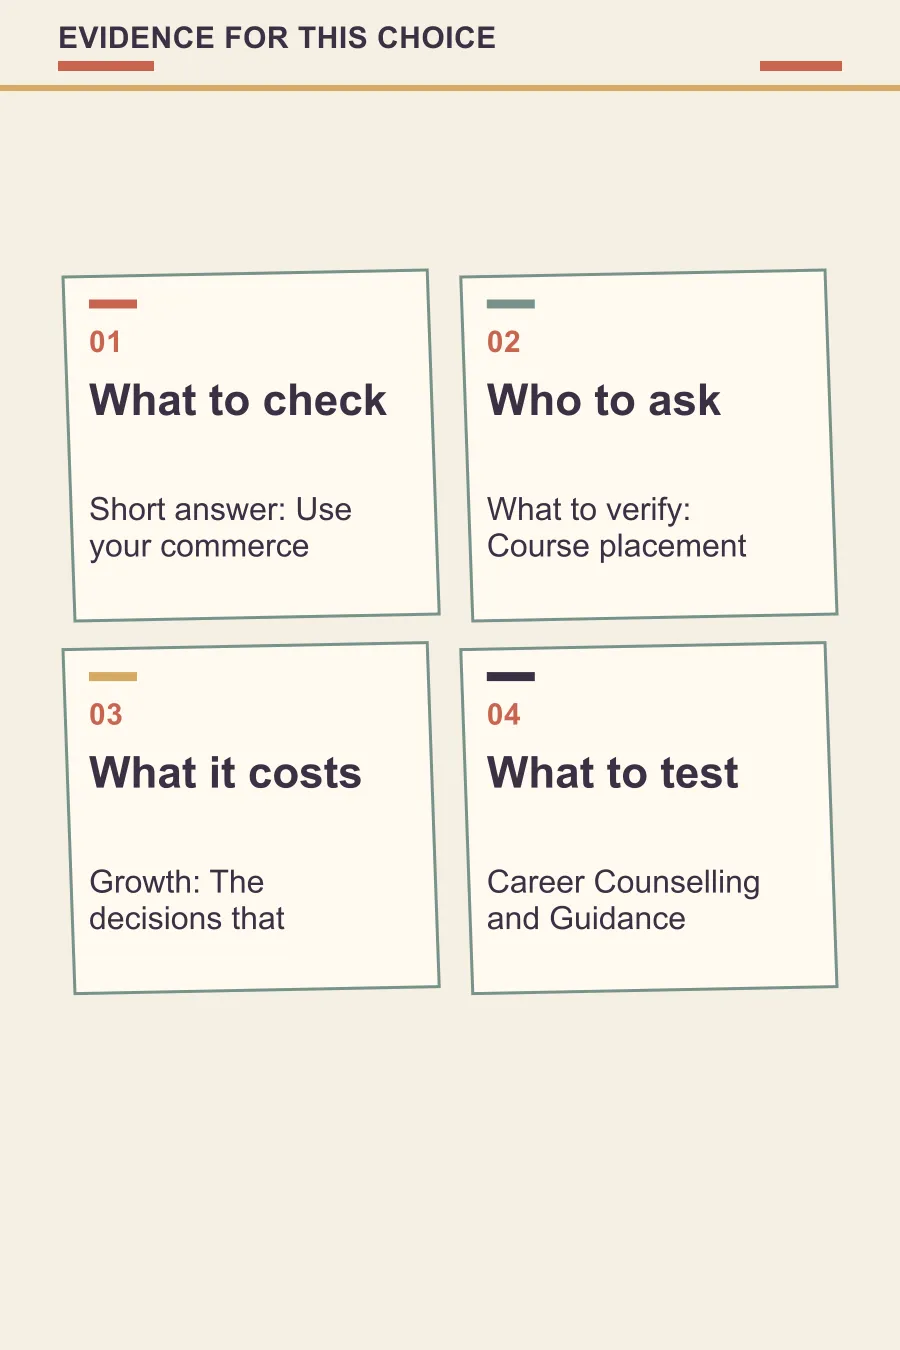 EVIDENCE FOR THIS CHOICE
01
What to check
Short answer: Use
your commerce
02
Who to ask
What to verify:
Course placement
03
What it costs
Growth: The
decisions that
04
What to test
Career Counselling
and Guidance